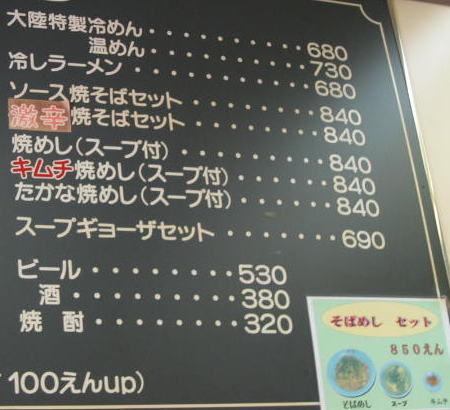 大陸特製冷めん・・・・・・・・・680
温めん・・・・・・・・・730
冷しラーメン・・・・・・・・・680
ソース焼そばセット・・・・・・・840
激辛焼そばセット・・・・・・・840
焼めし(スープ付)・・・・・・・840
キムチ焼めし(スープ付)・・・・・840
たかな焼めし(スープ付)・・・・・840
スープギョーザセット・・・・・・・690
ビール・・・・・・・・530
酒・・・・・・・・・380
焼酎・・・・・・・・320
100えんup)
そばめし セット
850えん
そばめし スープ キムチ